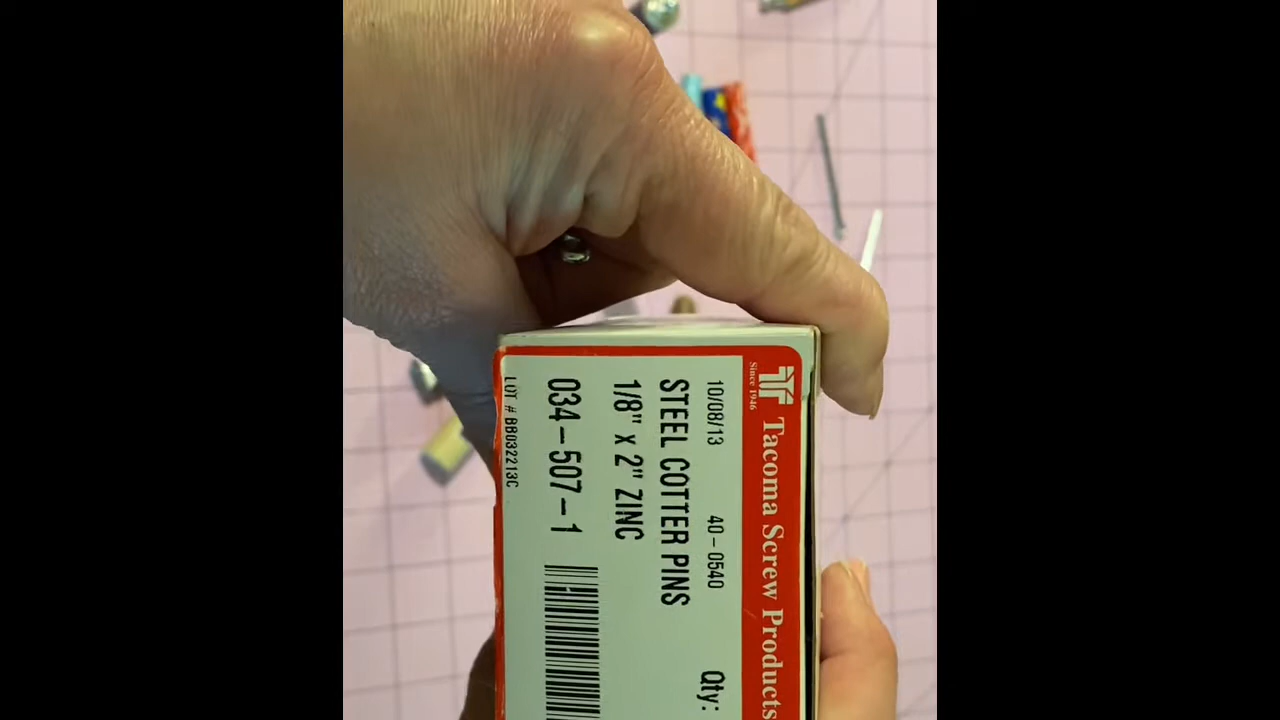 Tacoma Screw Products
Since 1946
10/08/13 40-0540 Qty:
STEEL COTTER PINS
1/8" x 2" ZINC
034-507-1
LOT # BB032213C